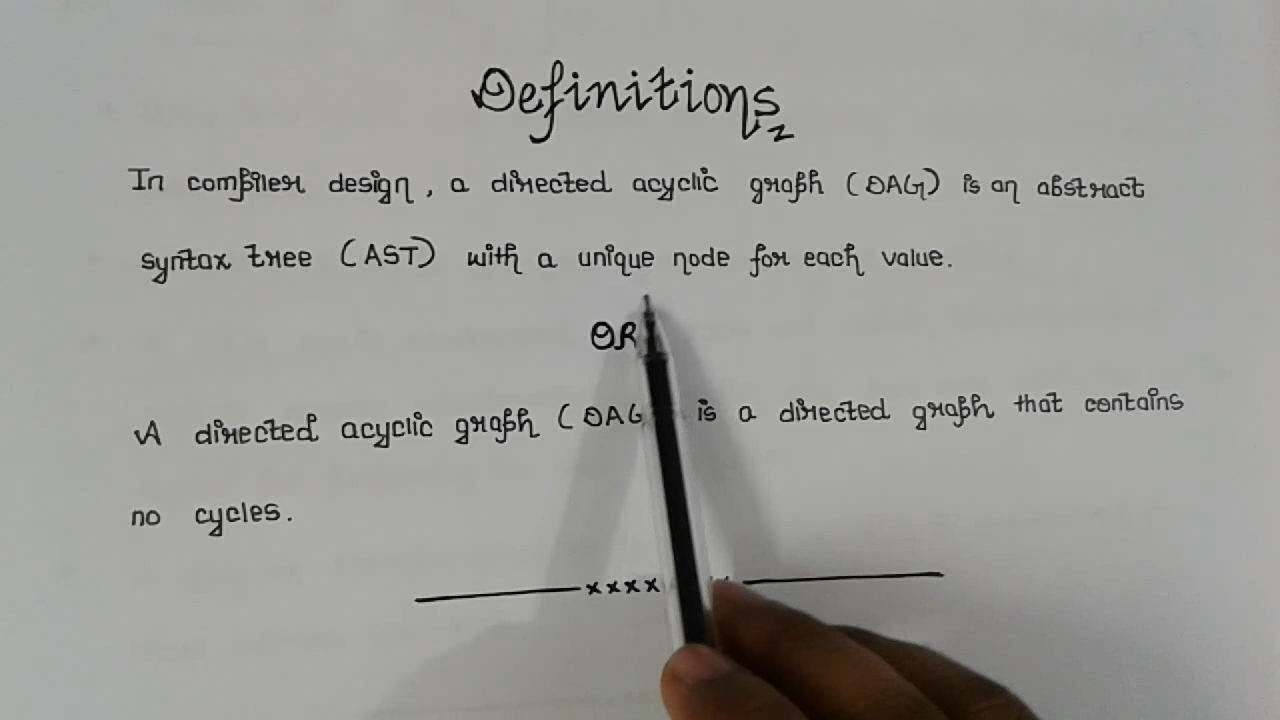 Definitions
In compiler design, a directed acyclic graph (DAG) is an abstract
syntax tree (AST) with a unique node for each value.
OR
A directed acyclic graph (DAG is a directed graph that contains
no cycles.
xxxx